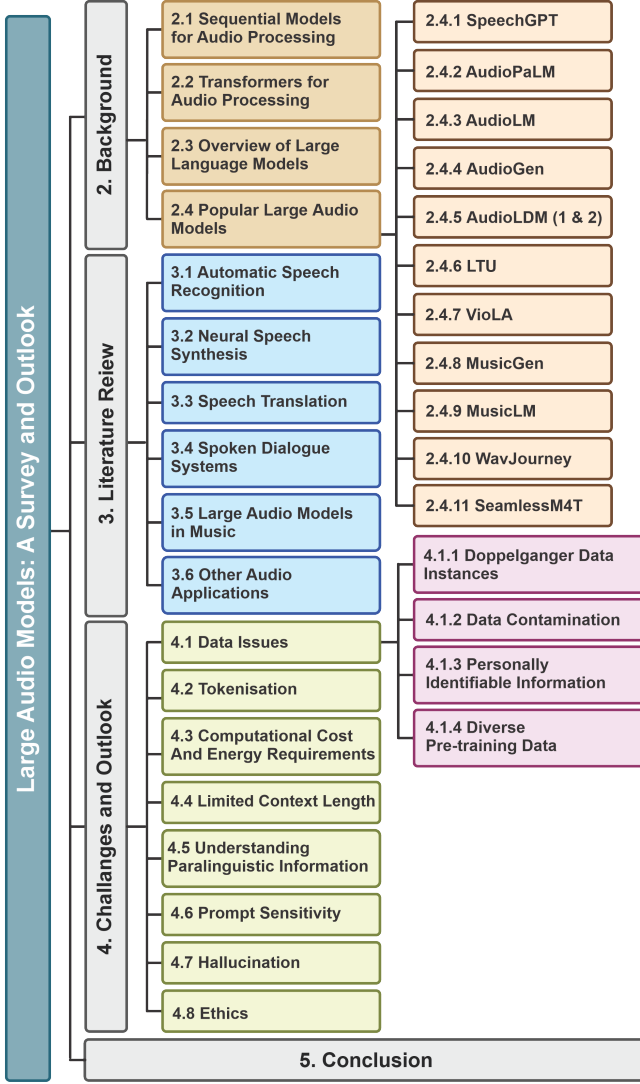 Large Audio Models: A Survey and Outlook
2. Background
2.1 Sequential Models
for Audio Processing
2.2 Transformers for
Audio Processing
2.3 Overview of Large
Language Models
2.4 Popular Large Audio
Models
2.4.1 SpeechGPT
2.4.2 AudioPaLM
2.4.3 AudioLM
2.4.4 AudioGen
2.4.5 AudioLDM (1 & 2)
2.4.6 LTU
2.4.7 VioLA
2.4.8 MusicGen
2.4.9 MusicLM
2.4.10 WavJourney
2.4.11 SeamlessM4T
3. Literature Reiew
3.1 Automatic Speech
Recognition
3.2 Neural Speech
Synthesis
3.3 Speech Translation
3.4 Spoken Dialogue
Systems
3.5 Large Audio Models
in Music
3.6 Other Audio
Applications
4. Challanges and Outlook
4.1 Data Issues
4.1.1 Doppelganger Data
Instances
4.1.2 Data Contamination
4.1.3 Personally
Identifiable Information
4.1.4 Diverse
Pre-training Data
4.2 Tokenisation
4.3 Computational Cost
And Energy Requirements
4.4 Limited Context Length
4.5 Understanding
Paralinguistic Information
4.6 Prompt Sensitivity
4.7 Hallucination
4.8 Ethics
5. Conclusion